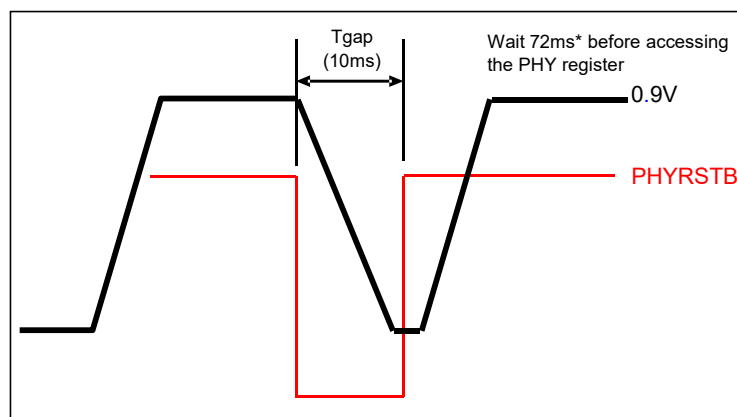 Tgap
(10ms)
Wait 72ms* before accessing
the PHY register
0.9V
PHYRSTB